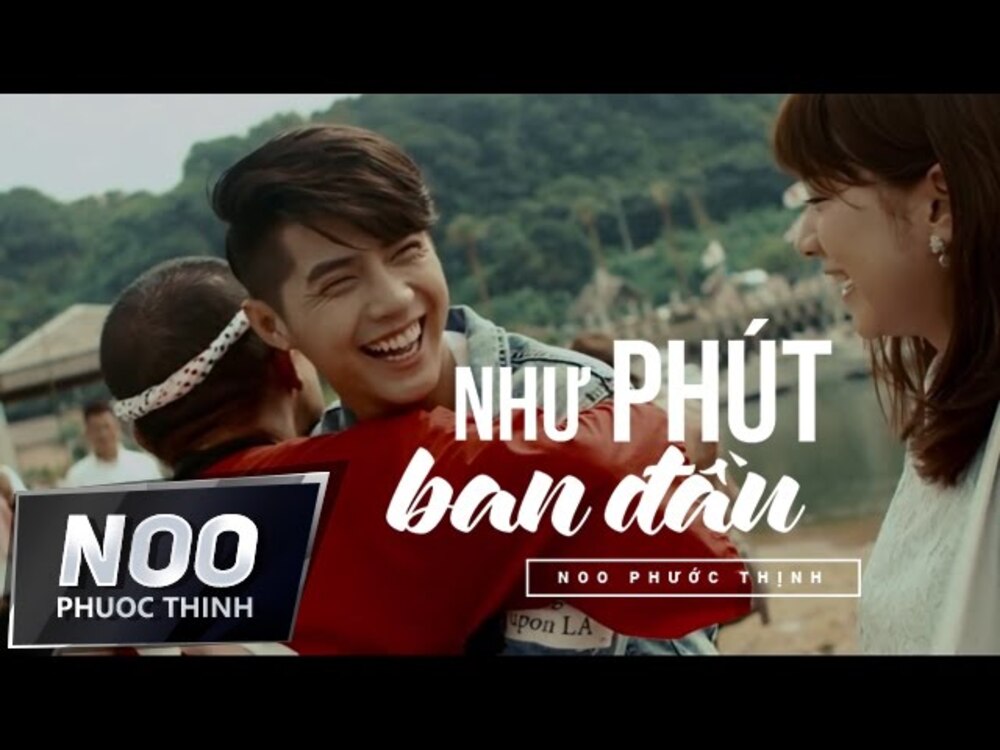 NHƯ PHÚT
ban đầu
NOO PHƯỚC THỊNH
NOO
PHUOC THINH
upon LA